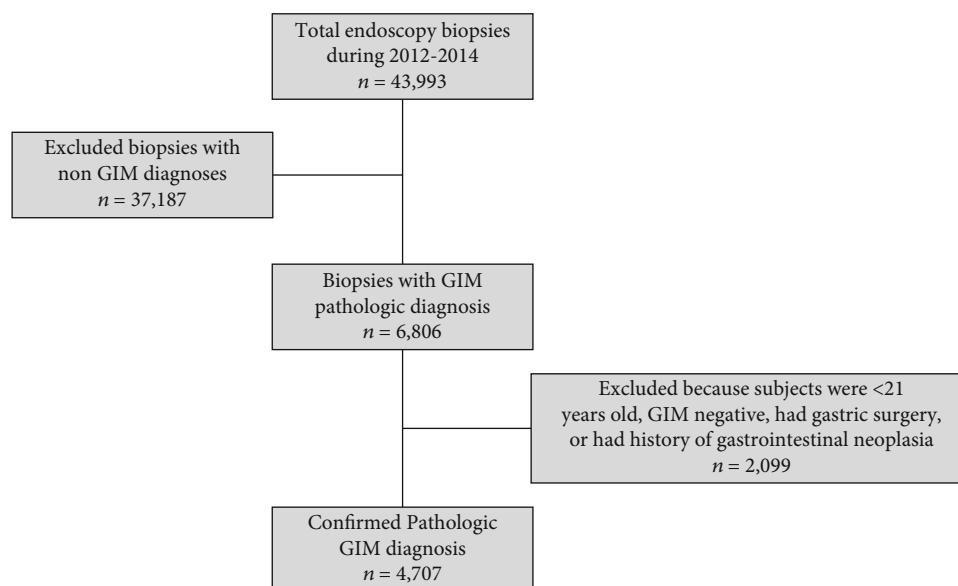 Total endoscopy biopsies
during 2012-2014
n = 43,993
Excluded biopsies with
non GIM diagnoses
n = 37,187
Biopsies with GIM
pathologic diagnosis
n = 6,806
Excluded because subjects were <21
years old, GIM negative, had gastric surgery,
or had history of gastrointestinal neoplasia
n = 2,099
Confirmed Pathologic
GIM diagnosis
n = 4,707